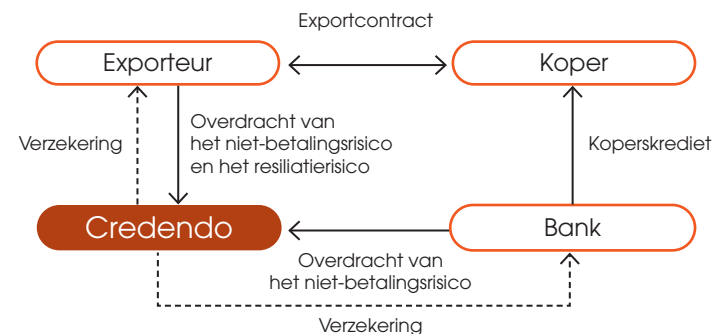 Exportcontract
Exporteur
Koper
Verzekering
Overdracht van
het niet-betalingsrisico
en het resiliatierisico
Koperskrediet
Credendo
Bank
Overdracht van
het niet-betalingsrisico
Verzekering